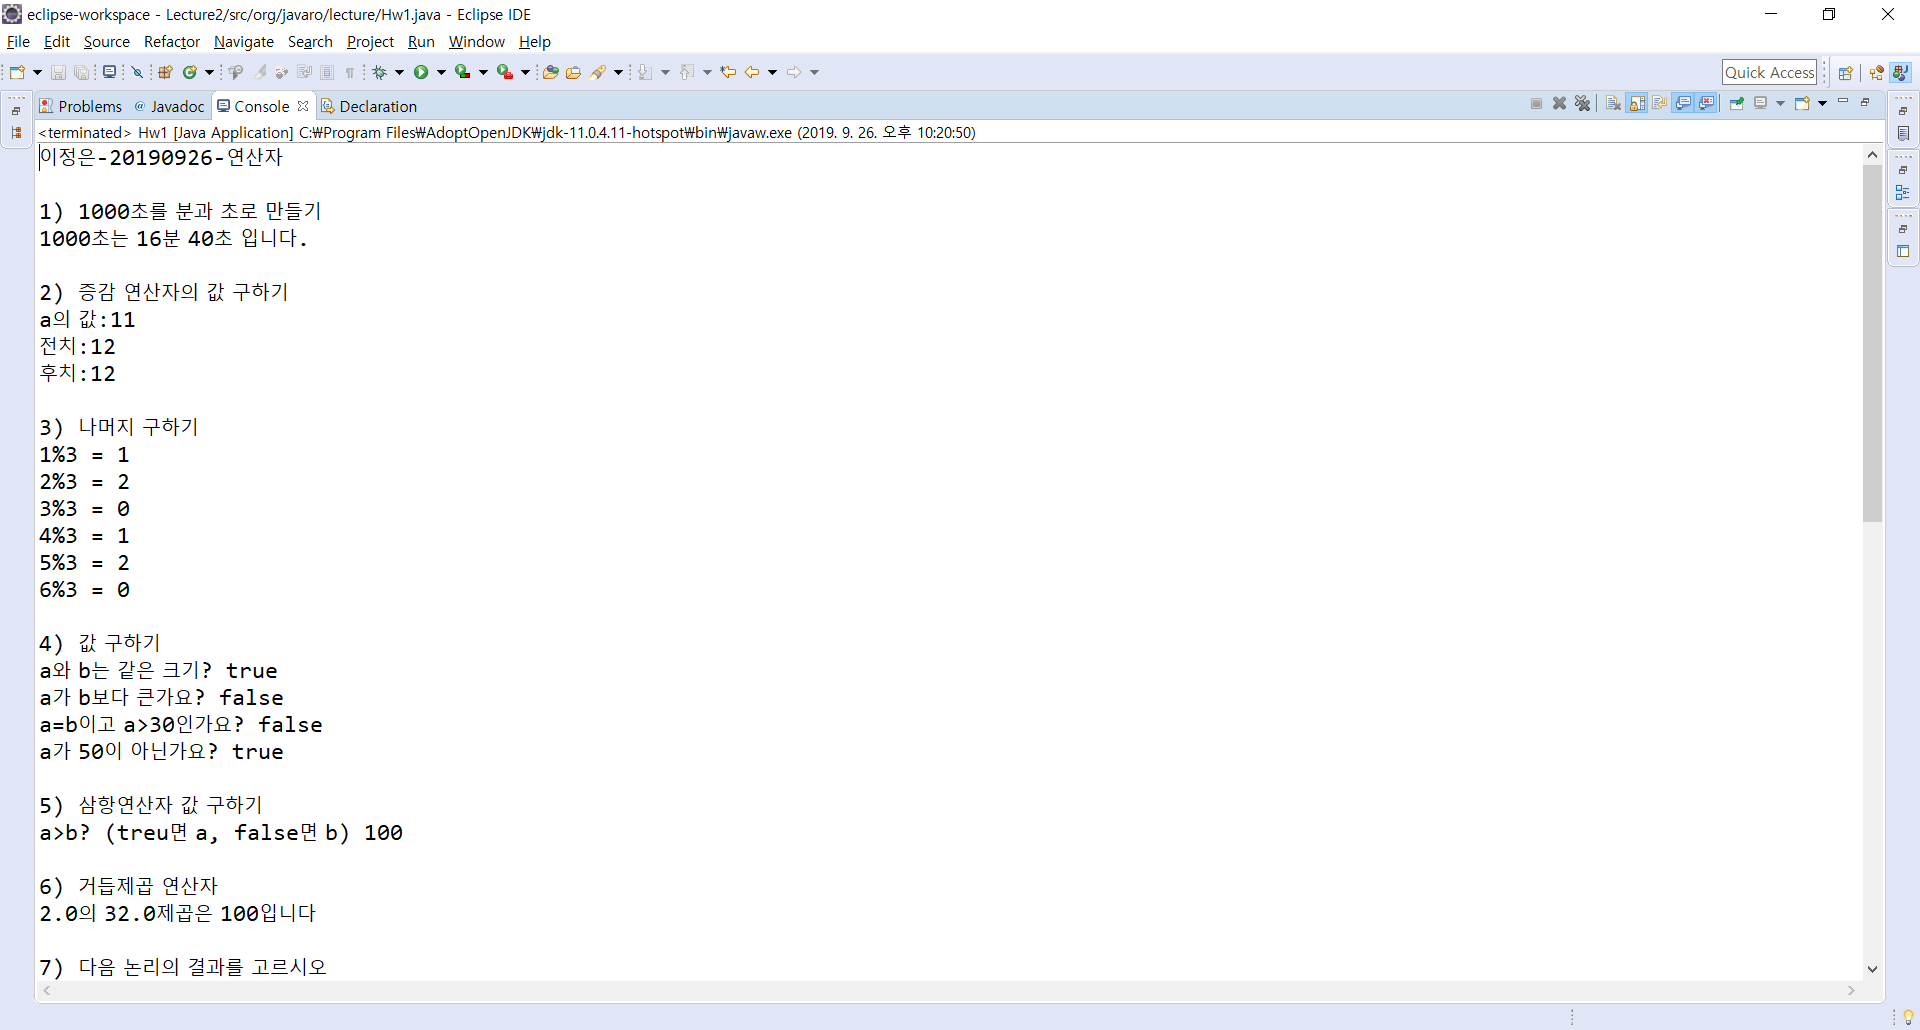 eclipse-workspace - Lecture2/src/org/javaro/lecture/Hw1.java - Eclipse IDE
File Edit Source Refactor Navigate Search Project Run Window Help
Quick Access
Problems @ Javadoc Console Declaration
<terminated> Hw1 [Java Application] C:₩Program Files₩AdoptOpenJDK₩jdk-11.0.4.11-hotspot₩bin₩javaw.exe (2019. 9. 26. 오후 10:20:50)
이정은-20190926-연산자
1) 1000초를 분과 초로 만들기
1000초는 16분 40초 입니다.
2) 증감 연산자의 값 구하기
a의 값:11
전치:12
후치:12
3) 나머지 구하기
1%3 = 1
2%3 = 2
3%3 = 0
4%3 = 1
5%3 = 2
6%3 = 0
4) 값 구하기
a와 b는 같은 크기? true
a가 b보다 큰가요? false
a=b이고 a>30인가요? false
a가 50이 아닌가요? true
5) 삼항연산자 값 구하기
a>b? (treu면 a, false면 b) 100
6) 거듭제곱 연산자
2.0의 32.0제곱은 100입니다
7) 다음 논리의 결과를 고르시오